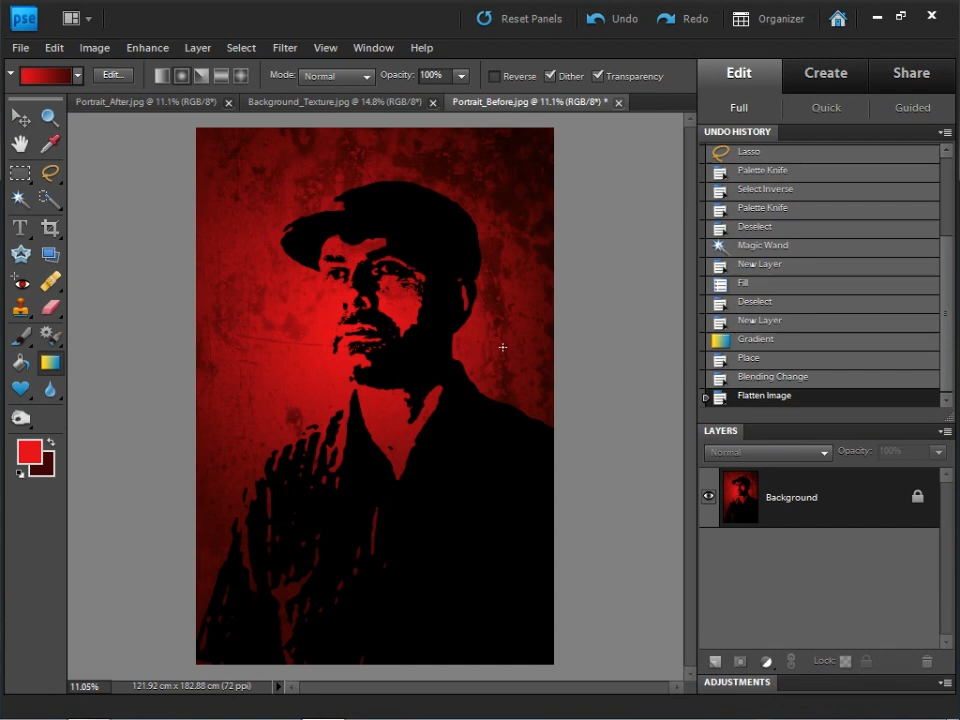 pse
Reset Panels Undo Redo Organizer
File Edit Image Enhance Layer Select Filter View Window Help
Edit... Mode: Normal Opacity: 100% Reverse Dither Transparency
Edit Create Share
Portrait_After.jpg @ 11.1% (RGB/8*) Background_Texture.jpg @ 14.8% (RGB/8*) Portrait_Before.jpg @ 11.1% (RGB/8*) *
Full Quick Guided
UNDO HISTORY
Lasso
Palette Knife
Select Inverse
Palette Knife
Deselect
Magic Wand
New Layer
Fill
Deselect
New Layer
Gradient
Place
Blending Change
Flatten Image
LAYERS
Normal Opacity: 100%
Background
Lock:
ADJUSTMENTS
11.05% 121.92 cm x 182.88 cm (72 ppi)